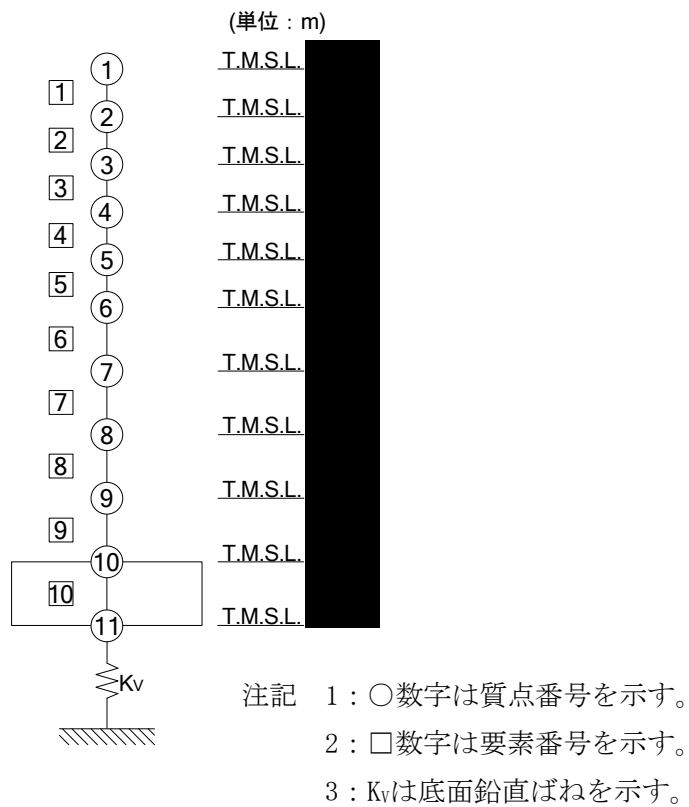 (単位：m)
① T.M.S.L.
1
② T.M.S.L.
2
③ T.M.S.L.
3
④ T.M.S.L.
4
⑤ T.M.S.L.
5
⑥ T.M.S.L.
6
⑦ T.M.S.L.
7
⑧ T.M.S.L.
8
⑨ T.M.S.L.
9
⑩ T.M.S.L.
10
⑪ T.M.S.L.
Kv
注記 1：○数字は質点番号を示す。
2：□数字は要素番号を示す。
3：Kvは底面鉛直ばねを示す。